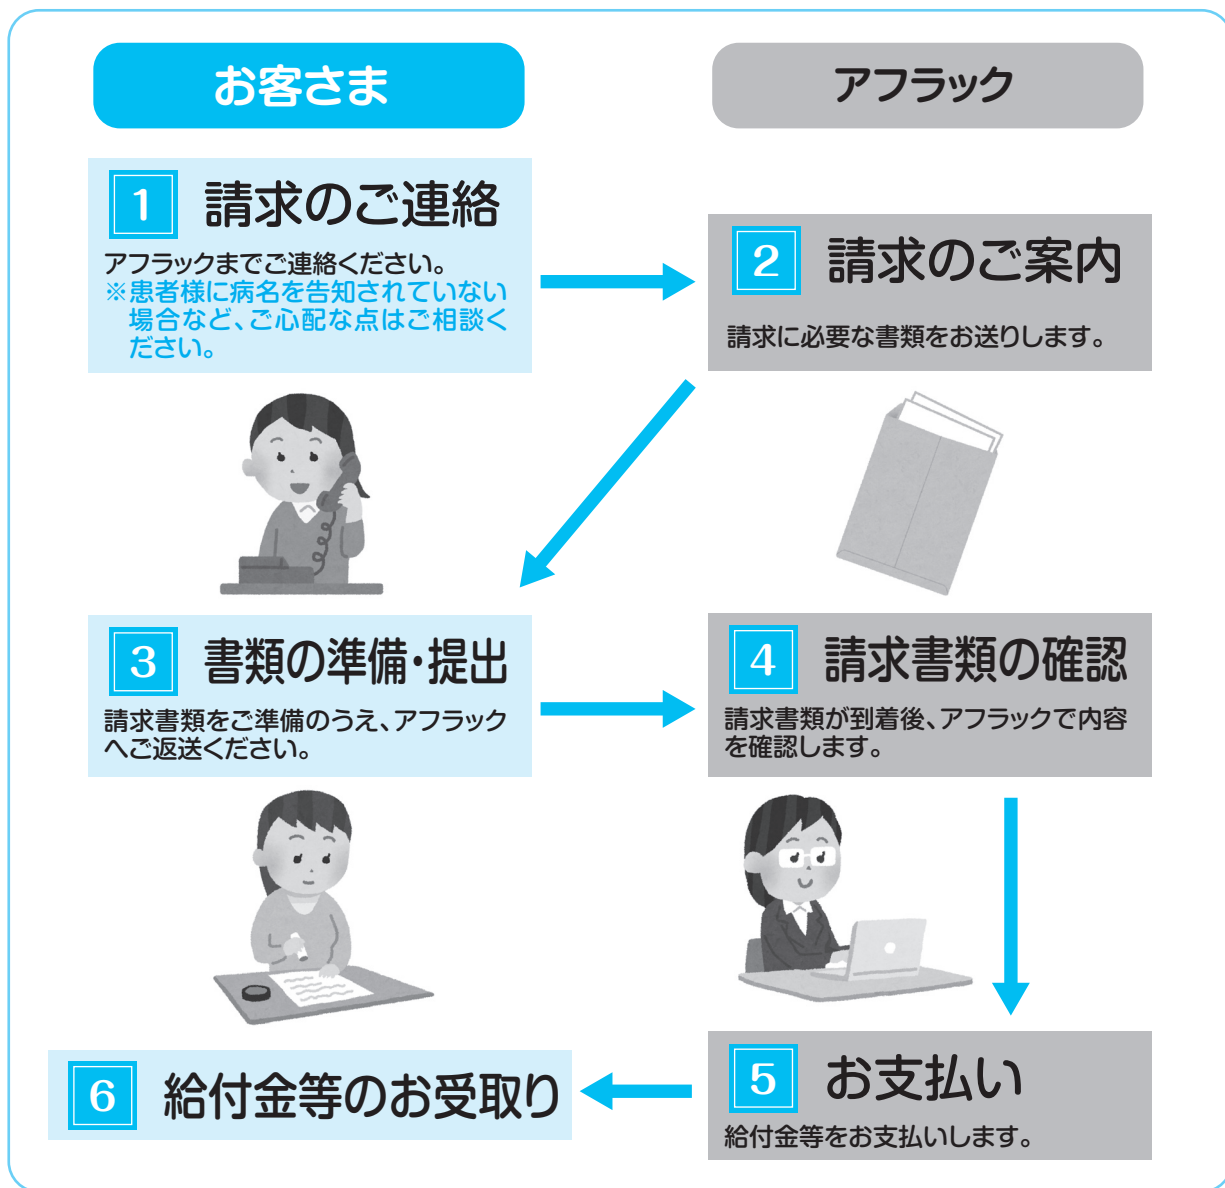 お客さま
アフラック
1 請求のご連絡
アフラックまでご連絡ください。
※患者様に病名を告知されていない
場合など、ご心配な点はご相談く
ださい。
2 請求のご案内
請求に必要な書類をお送りします。
3 書類の準備・提出
請求書類をご準備のうえ、アフラック
へご返送ください。
4 請求書類の確認
請求書類が到着後、アフラックで内容
を確認します。
5 お支払い
給付金等をお支払いします。
6 給付金等のお受取り